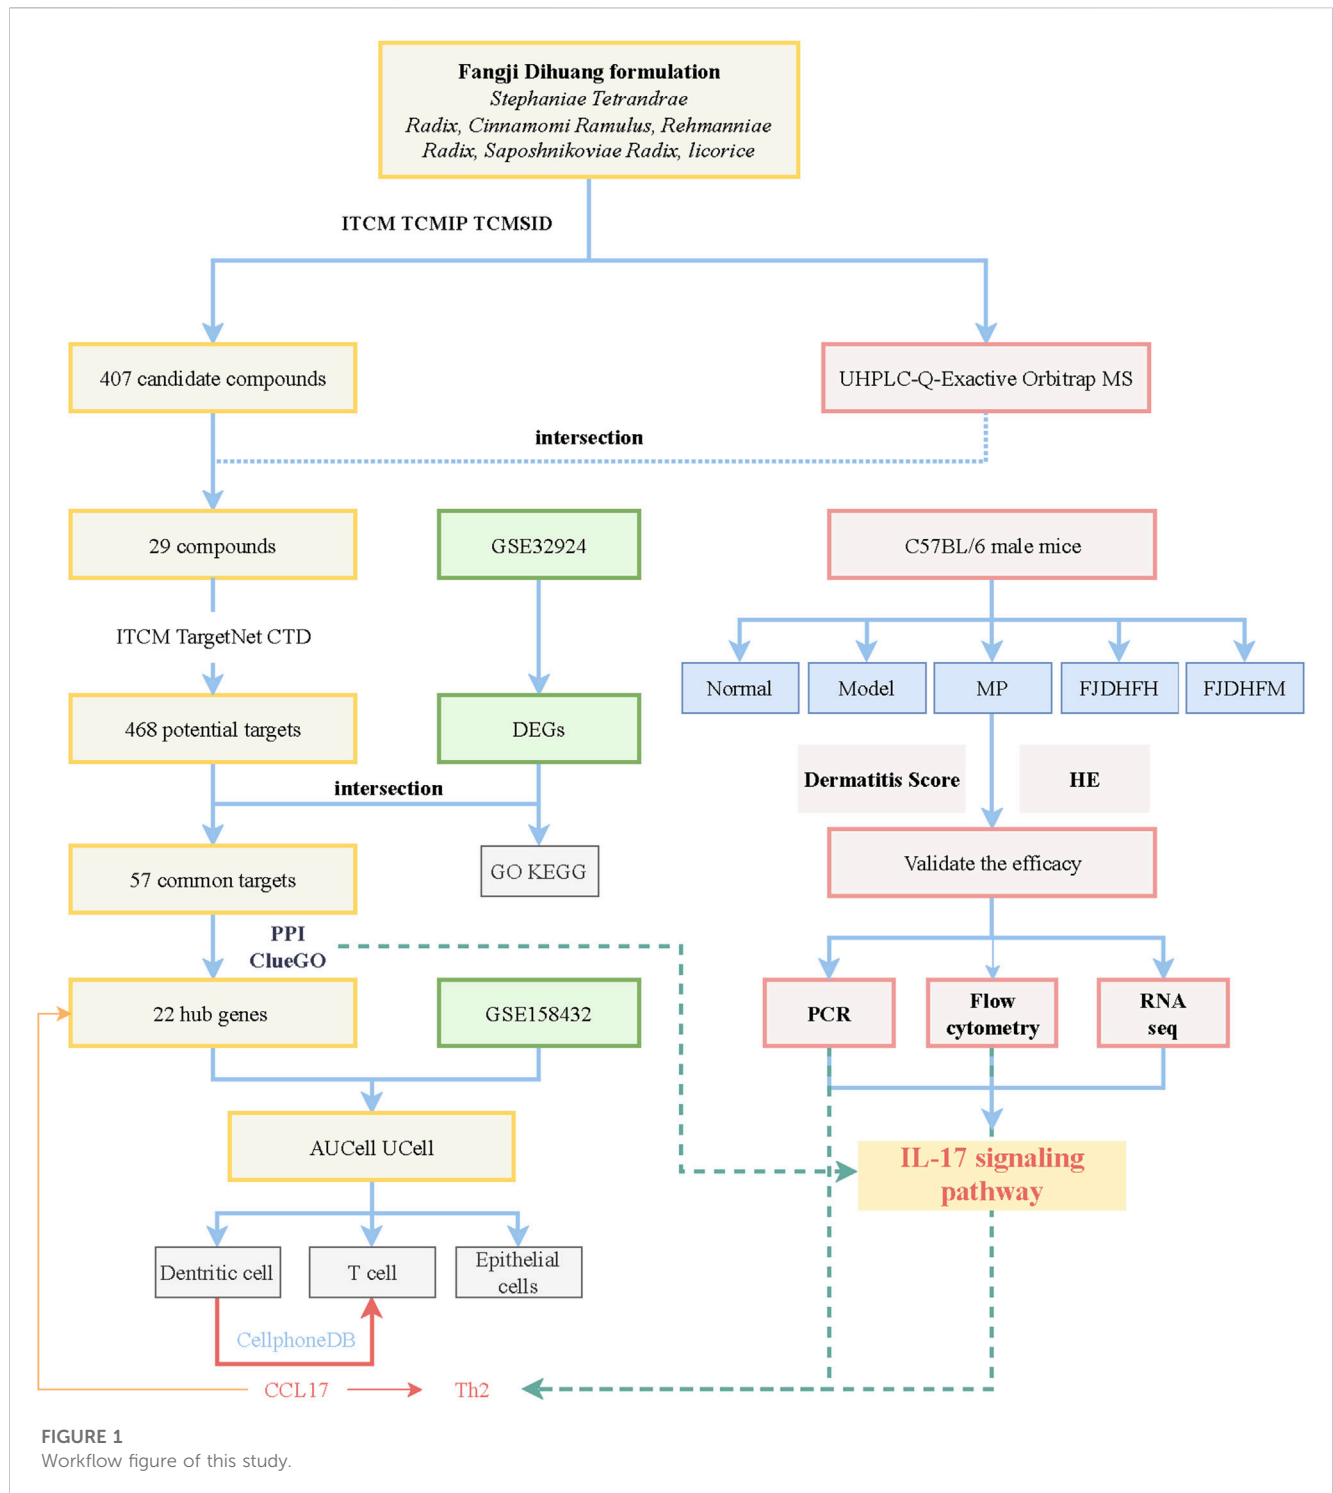 Fangji Dihuang formulation
Stephaniae Tetrandrae
Radix, Cinnamomi Ramulus, Rehmanniae
Radix, Saposhnikoviae Radix, licorice
ITCM TCMIP TCMSID
407 candidate compounds
UHPLC-Q-Exactive Orbitrap MS
intersection
29 compounds
GSE32924
C57BL/6 male mice
ITCM TargetNet CTD
Normal
Model
MP
FJDHFH
FJDHFM
468 potential targets
DEGs
Dermatitis Score
HE
intersection
Validate the efficacy
57 common targets
GO KEGG
PPI
ClueGO
22 hub genes
GSE158432
PCR
Flow
cytometry
RNA
seq
AUCell UCell
IL-17 signaling
pathway
Dentritic cell
T cell
Epithelial
cells
CellphoneDB
CCL17
Th2
FIGURE 1
Workflow figure of this study.